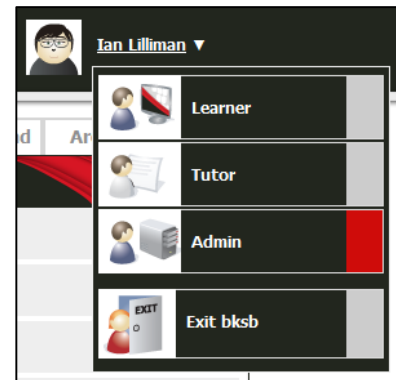 Ian Lilliman ▼
Learner
d Ar
Tutor
Admin
EXIT
Exit bksb